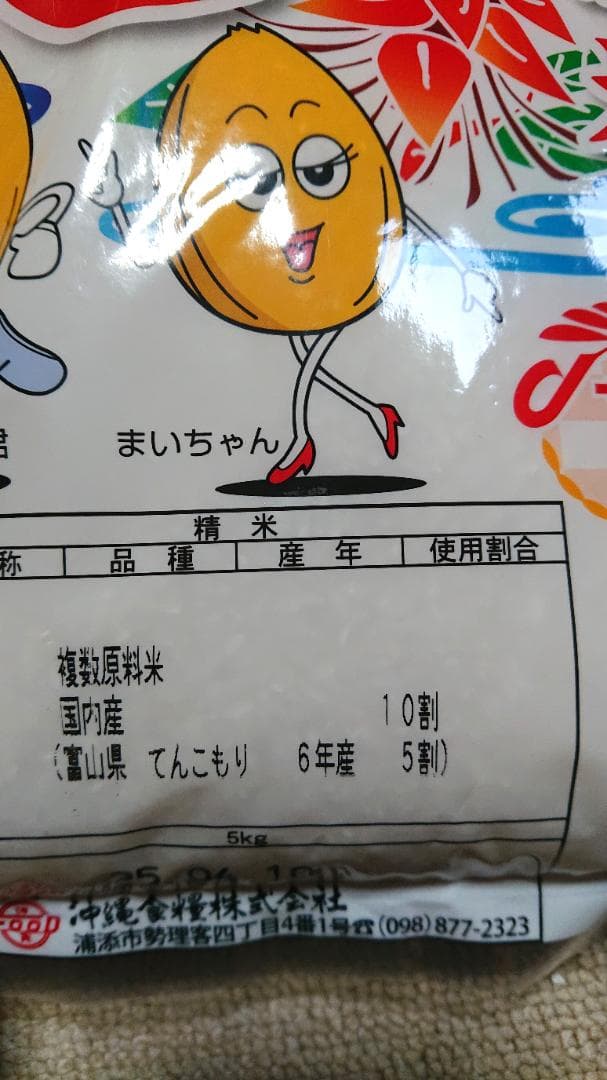 君
まいちゃん
精 米
称 品 種 産 年 使用割合
複数原料米
国内産 10割
(富山県 てんこもり 6年産 5割)
5kg
沖縄食糧株式会社
浦添市勢理客四丁目4番1号☎(098)877-2323